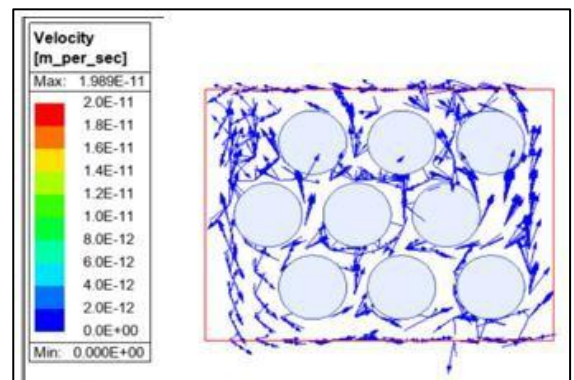 Velocity
[m_per_sec]
Max: 1.989E-11
2.0E-11
1.8E-11
1.6E-11
1.4E-11
1.2E-11
1.0E-11
8.0E-12
6.0E-12
4.0E-12
2.0E-12
0.0E+00
Min: 0.000E+00